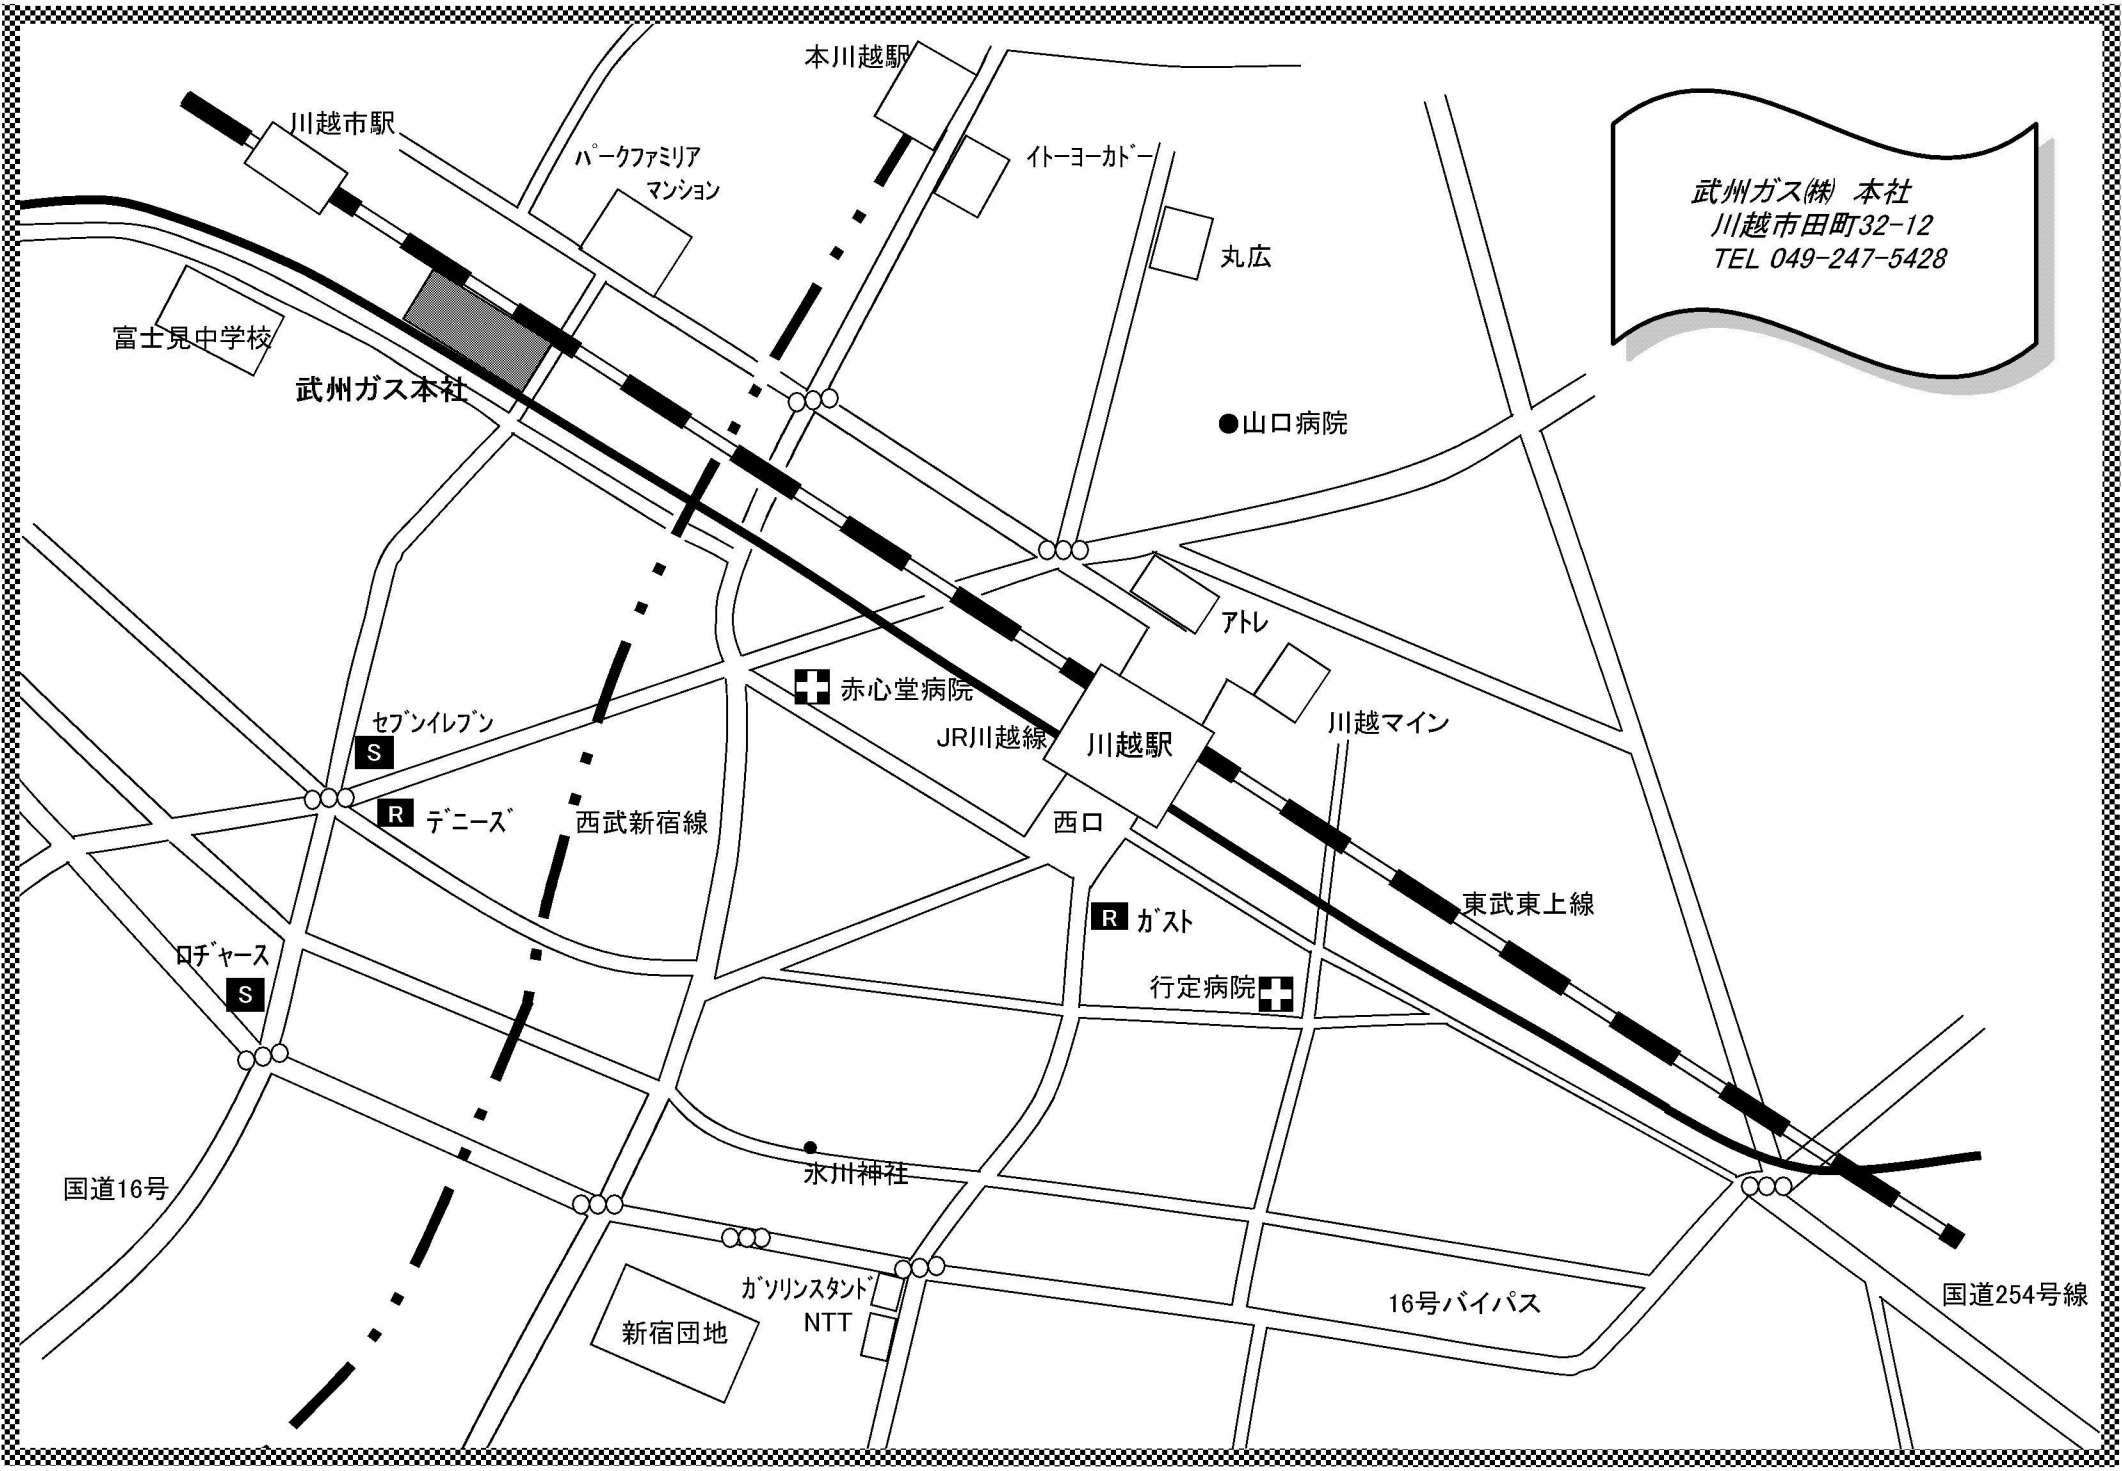 本川越駅
川越市駅
ﾊﾟｰｸﾌｧﾐﾘｱ
ﾏﾝｼｮﾝ
ｲﾄｰﾖｰｶﾄﾞｰ
武州ガス㈱ 本社
川越市田町32-12
TEL 049-247-5428
丸広
富士見中学校
武州ガス本社
●山口病院
アトレ
赤心堂病院
JR川越線
川越駅
川越マイン
ｾﾌﾞﾝｲﾚﾌﾞﾝ
S
R
ﾃﾞﾆｰｽﾞ
西武新宿線
西口
R
ｶﾞｽﾄ
東武東上線
ﾛﾁﾞｬｰｽ
S
行定病院
国道16号
氷川神社
ｶﾞｿﾘﾝｽﾀﾝﾄﾞ
NTT
新宿団地
16号バイパス
国道254号線